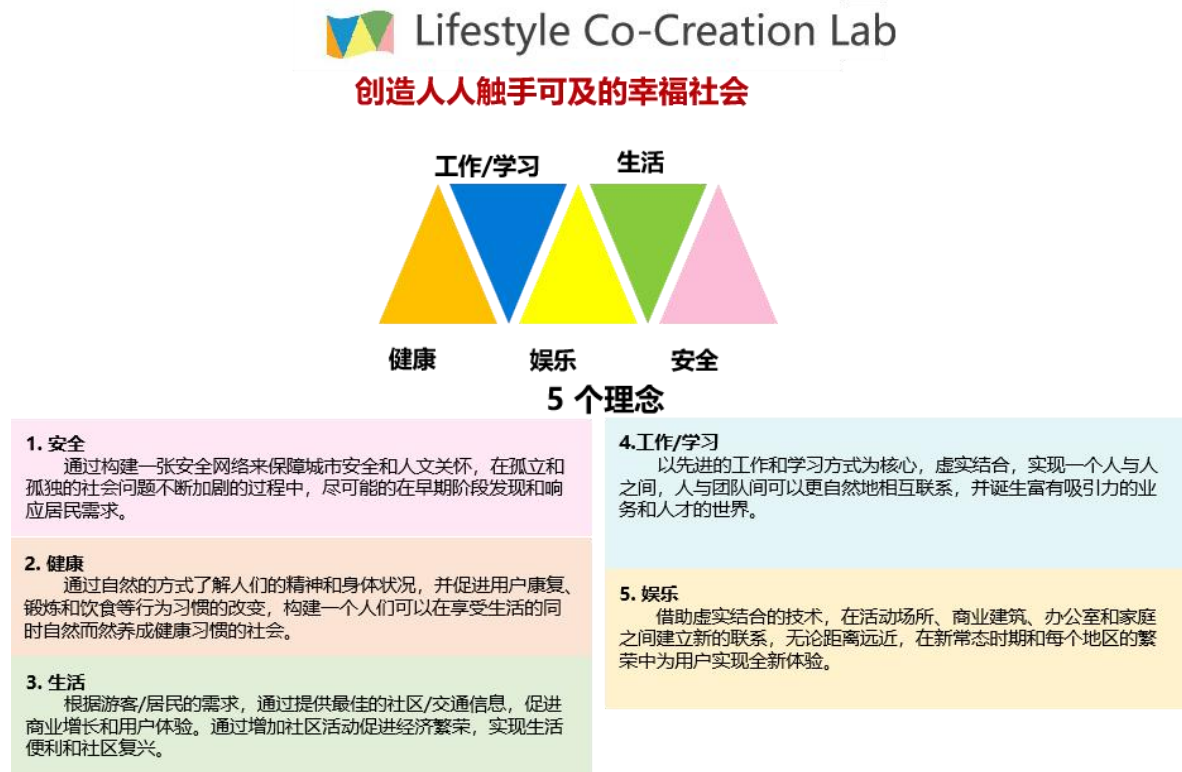 Lifestyle Co-Creation Lab
创造人人触手可及的幸福社会
工作/学习
生活
健康
娱乐
安全
5 个理念
1. 安全
通过构建一张安全网络来保障城市安全和人文关怀，在孤立和
孤独的社会问题不断加剧的过程中，尽可能的在早期阶段发现和响
应居民需求。
2. 健康
通过自然的方式了解人们的精神和身体状况，并促进用户康复、
锻炼和饮食等行为习惯的改变，构建一个人们可以在享受生活的同
时自然而然养成健康习惯的社会。
3. 生活
根据游客/居民的需求，通过提供最佳的社区/交通信息，促进
商业增长和用户体验。通过增加社区活动促进经济繁荣，实现生活
便利和社区复兴。
4.工作/学习
以先进的工作和学习方式为核心，虚实结合，实现一个人与人
之间，人与团队间可以更自然地相互联系，并诞生富有吸引力的业
务和人才的世界。
5. 娱乐
借助虚实结合的技术，在活动场所、商业建筑、办公室和家庭
之间建立新的联系，无论距离远近，在新常态时期和每个地区的繁
荣中为用户实现全新体验。